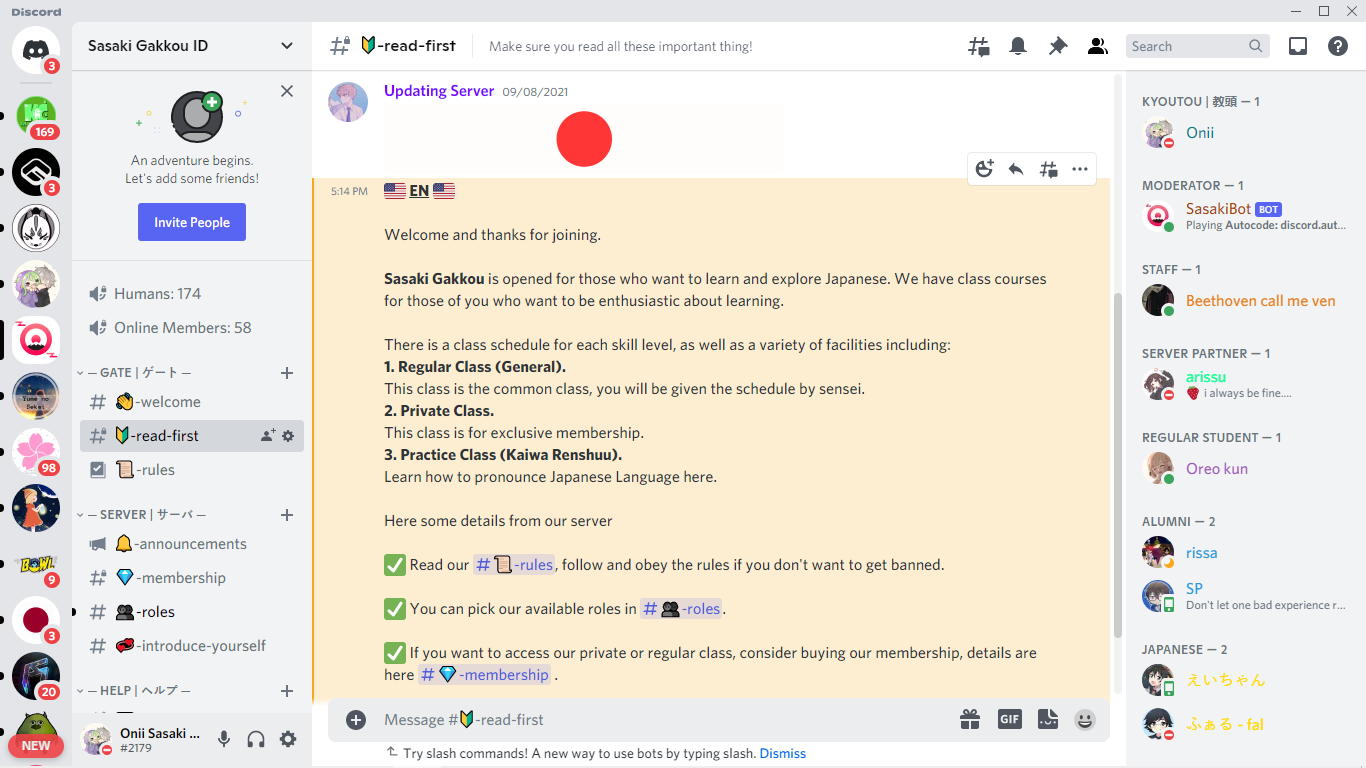 Discord
3
169
3
98
9
3
20
NEW
Yume no
Sekai
BOWL
Sasaki Gakkou ID
An adventure begins.
Let's add some friends!
Invite People
Humans: 174
Online Members: 58
— GATE | ゲート —
-welcome
-read-first
-rules
— SERVER | サーバ —
-announcements
-membership
-roles
-introduce-yourself
— HELP | ヘルプ —
Onii Sasaki ...
#2179
-read-first
Make sure you read all these important thing!
Search
Updating Server 09/08/2021
5:14 PM
EN
Welcome and thanks for joining.
Sasaki Gakkou is opened for those who want to learn and explore Japanese. We have class courses
for those of you who want to be enthusiastic about learning.
There is a class schedule for each skill level, as well as a variety of facilities including:
1. Regular Class (General).
This class is the common class, you will be given the schedule by sensei.
2. Private Class.
This class is for exclusive membership.
3. Practice Class (Kaiwa Renshuu).
Learn how to pronounce Japanese Language here.
Here some details from our server
✅ Read our #📜-rules, follow and obey the rules if you don't want to get banned.
✅ You can pick our available roles in #👥-roles.
✅ If you want to access our private or regular class, consider buying our membership, details are
here #💎-membership .
Message #🔰-read-first
GIF
Try slash commands! A new way to use bots by typing slash. Dismiss
KYOUTOU | 教頭 — 1
Onii
MODERATOR — 1
SasakiBot BOT
Playing Autocode: discord.aut...
STAFF — 1
Beethoven call me ven
SERVER PARTNER — 1
arissu
🍓 i always be fine....
REGULAR STUDENT — 1
Oreo kun
ALUMNI — 2
rissa
SP
Don't let one bad experience r...
JAPANESE — 2
えいちゃん
ふぁる - fal